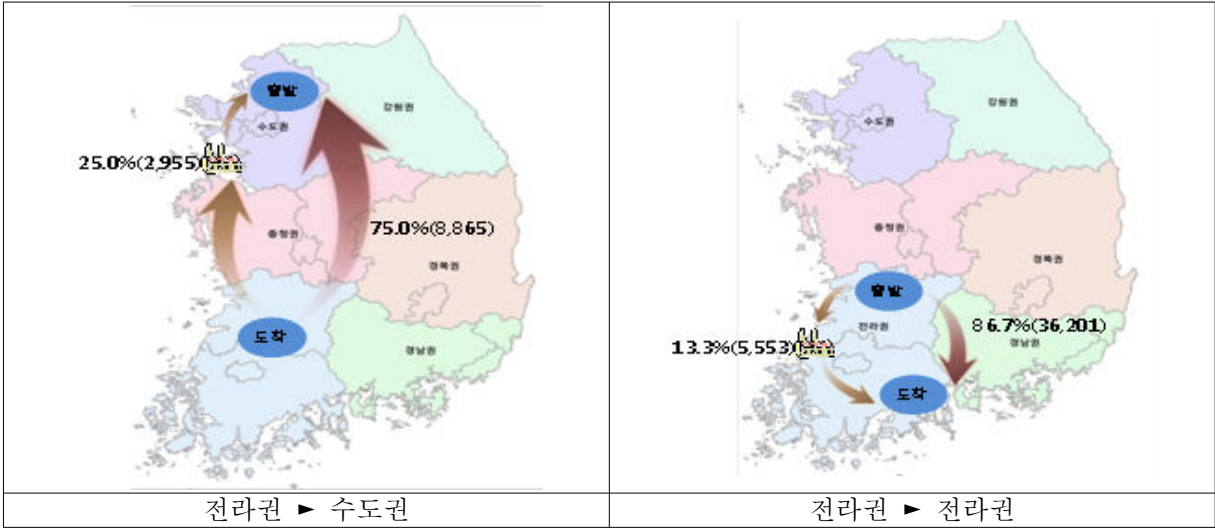 출발
강원권
수도권
25.0%(2,955)
75.0%(8,865)
충청권
경북권
도착
경남권
전라권 ► 수도권
강원권
수도권
충청권
경북권
출발
전라권
86.7%(36,201)
13.3%(5,553)
경남권
도착
전라권 ► 전라권